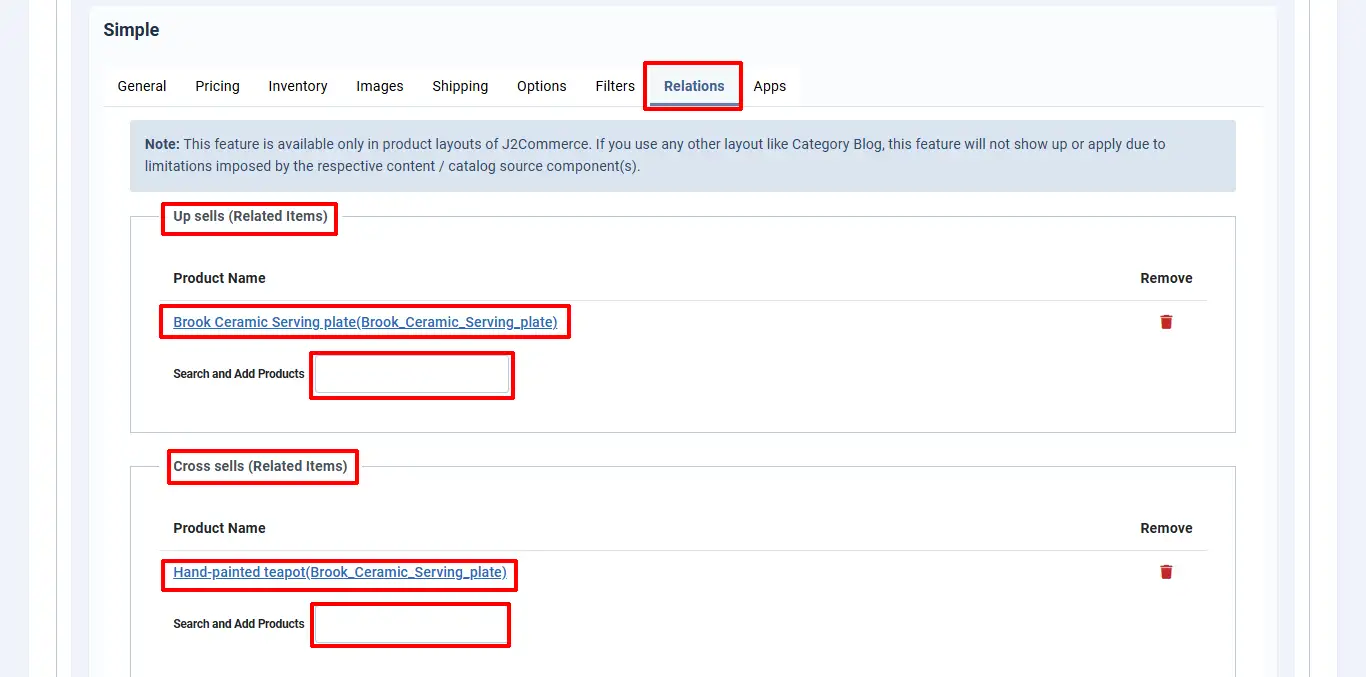 Simple
General Pricing Inventory Images Shipping Options Filters Relations Apps
Note: This feature is available only in product layouts of J2Commerce. If you use any other layout like Category Blog, this feature will not show up or apply due to
limitations imposed by the respective content / catalog source component(s).
Up sells (Related Items)
Product Name Remove
Brook Ceramic Serving plate(Brook_Ceramic_Serving_plate)
Search and Add Products
Cross sells (Related Items)
Product Name Remove
Hand-painted teapot(Brook_Ceramic_Serving_plate)
Search and Add Products